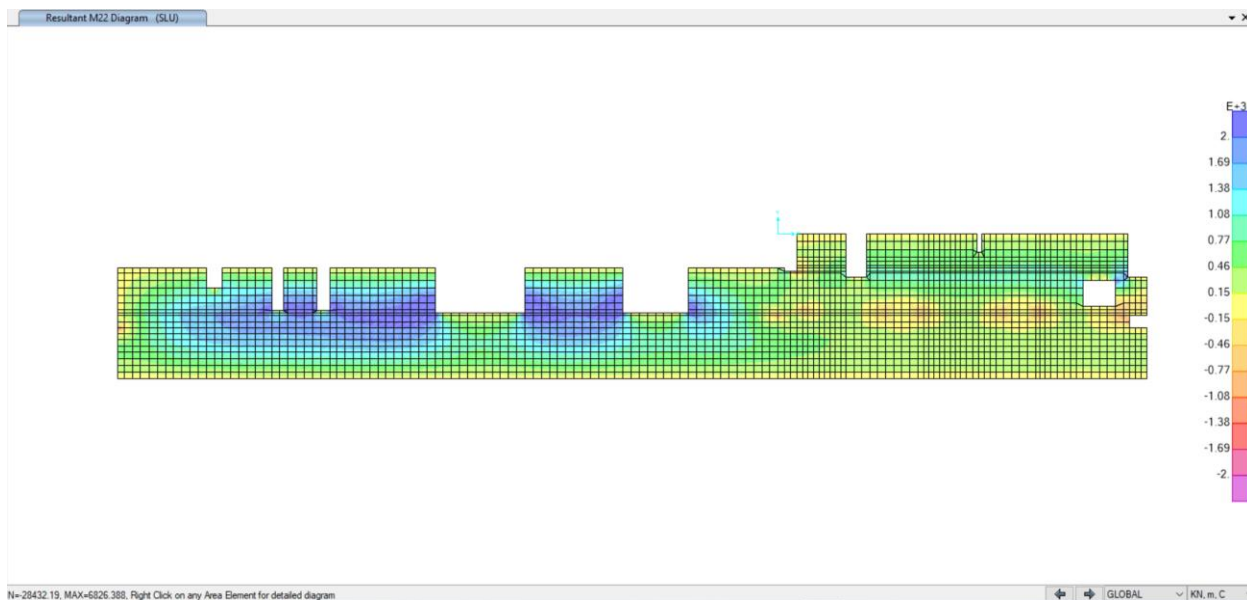 Resultant M22 Diagram (SLU)
E+3
2.
1.69
1.38
1.08
0.77
0.46
0.15
-0.15
-0.46
-0.77
-1.08
-1.38
-1.69
-2.
N=-28432.19, MAX=6826.388, Right Click on any Area Element for detailed diagram
GLOBAL
KN, m, C